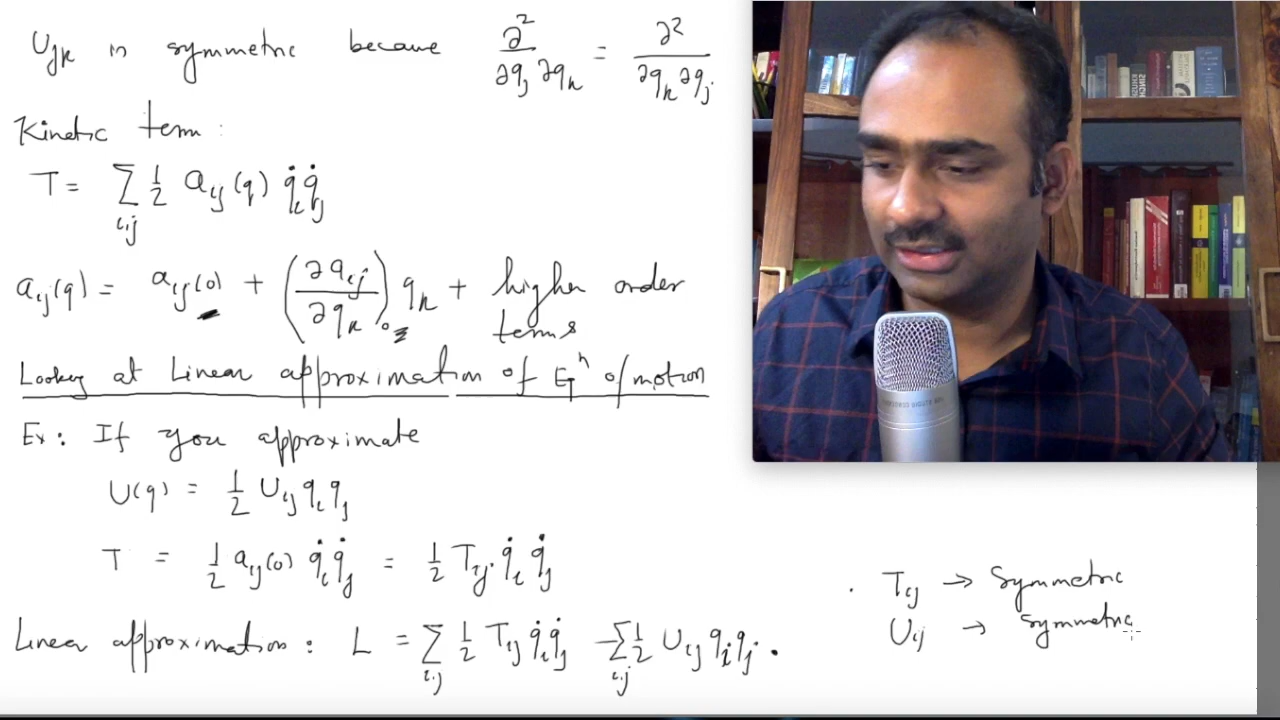 U_jk is symmetric because ∂²/∂q_j ∂q_k = ∂²/∂q_k ∂q_j
Kinetic term :
T = Σ_i,j 1/2 a_ij(q) q̇_i q̇_j
a_ij(q) = a_ij(0) + (∂a_ij/∂q_k)_0 q_k + higher order terms
Looking at Linear approximation of Eqⁿ of motion
Ex : If you approximate
U(q) = 1/2 U_ij q_i q_j
T = 1/2 a_ij(0) q̇_i q̇_j = 1/2 T_ij q̇_i q̇_j
Linear approximation : L = Σ_i,j 1/2 T_ij q̇_i q̇_j - Σ_i,j 1/2 U_ij q_i q_j .
. T_ij → Symmetric
U_ij → symmetric